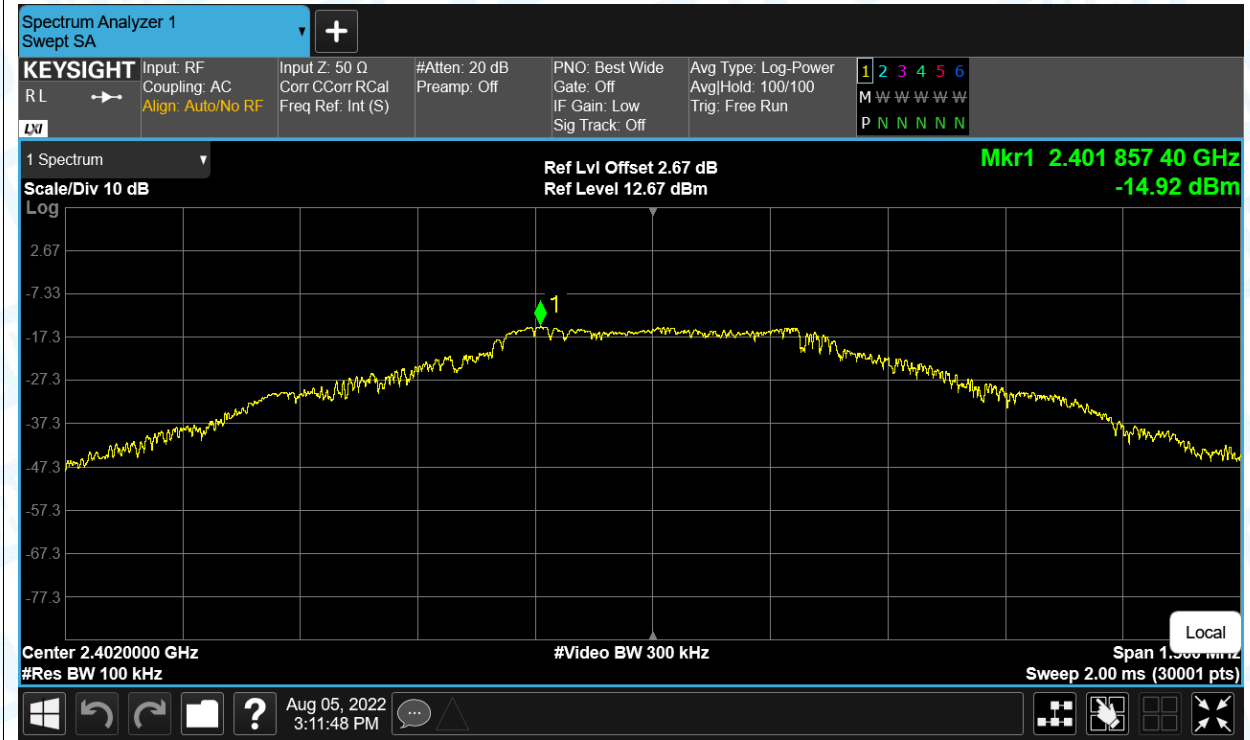 Spectrum Analyzer 1
Swept SA
KEYSIGHT
R L
LXI
Input: RF
Coupling: AC
Align: Auto/No RF
Input Z: 50 Ω
Corr CCorr RCal
Freq Ref: Int (S)
#Atten: 20 dB
Preamp: Off
PNO: Best Wide
Gate: Off
IF Gain: Low
Sig Track: Off
Avg Type: Log-Power
Avg|Hold: 100/100
Trig: Free Run
1 2 3 4 5 6
M W W W W W W
P N N N N N N
1 Spectrum
Scale/Div 10 dB
Log
Ref Lvl Offset 2.67 dB
Ref Level 12.67 dBm
Mkr1 2.401 857 40 GHz
-14.92 dBm
2.67
-7.33
1
-17.3
-27.3
-37.3
-47.3
-57.3
-67.3
-77.3
Local
Center 2.4020000 GHz
#Res BW 100 kHz
#Video BW 300 kHz
Span 1.500 MHz
Sweep 2.00 ms (30001 pts)
?
Aug 05, 2022
3:11:48 PM